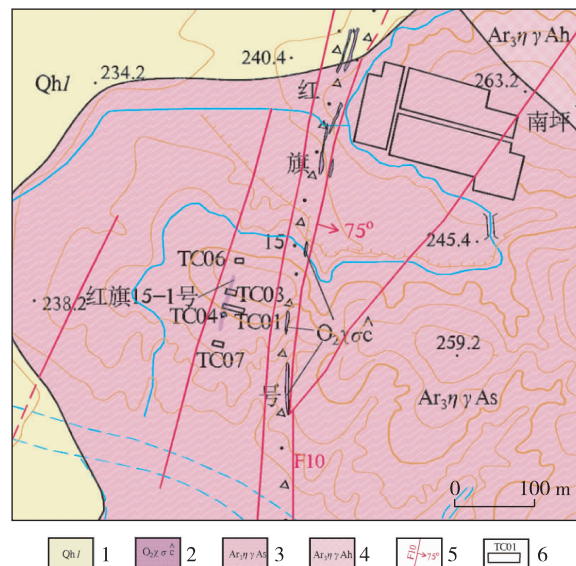 Ar₃ηγAh
240.4
Qhl
234.2
263.2
红
南坪
旗
75°
15
245.4
TC06
红旗15-1号
TC03
238.2
TC04
TC01
O₂χσĉ
TC07
259.2
号
Ar₃ηγAs
F10
0 100 m
Qhl 1 O₂χσĉ 2 Ar₃ηγAs 3 Ar₃ηγAh 4 F10 75° 5 TC01 6